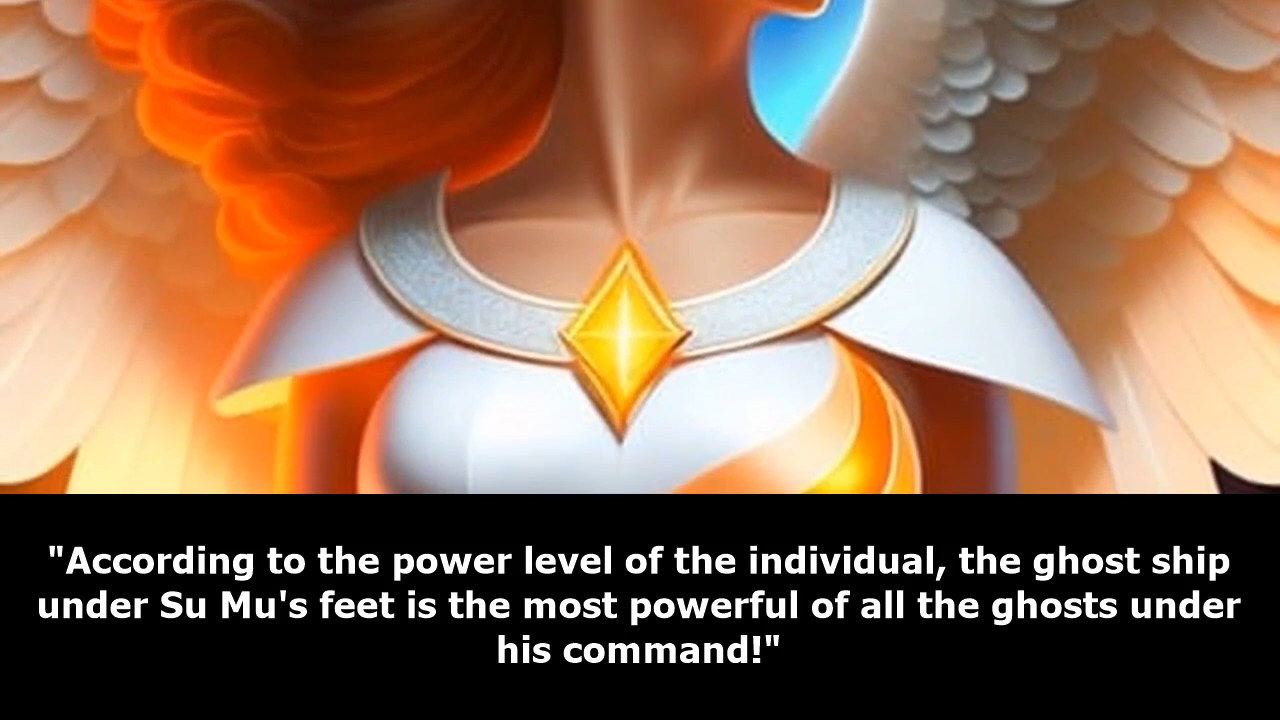 "According to the power level of the individual, the ghost ship
under Su Mu's feet is the most powerful of all the ghosts under
his command!"